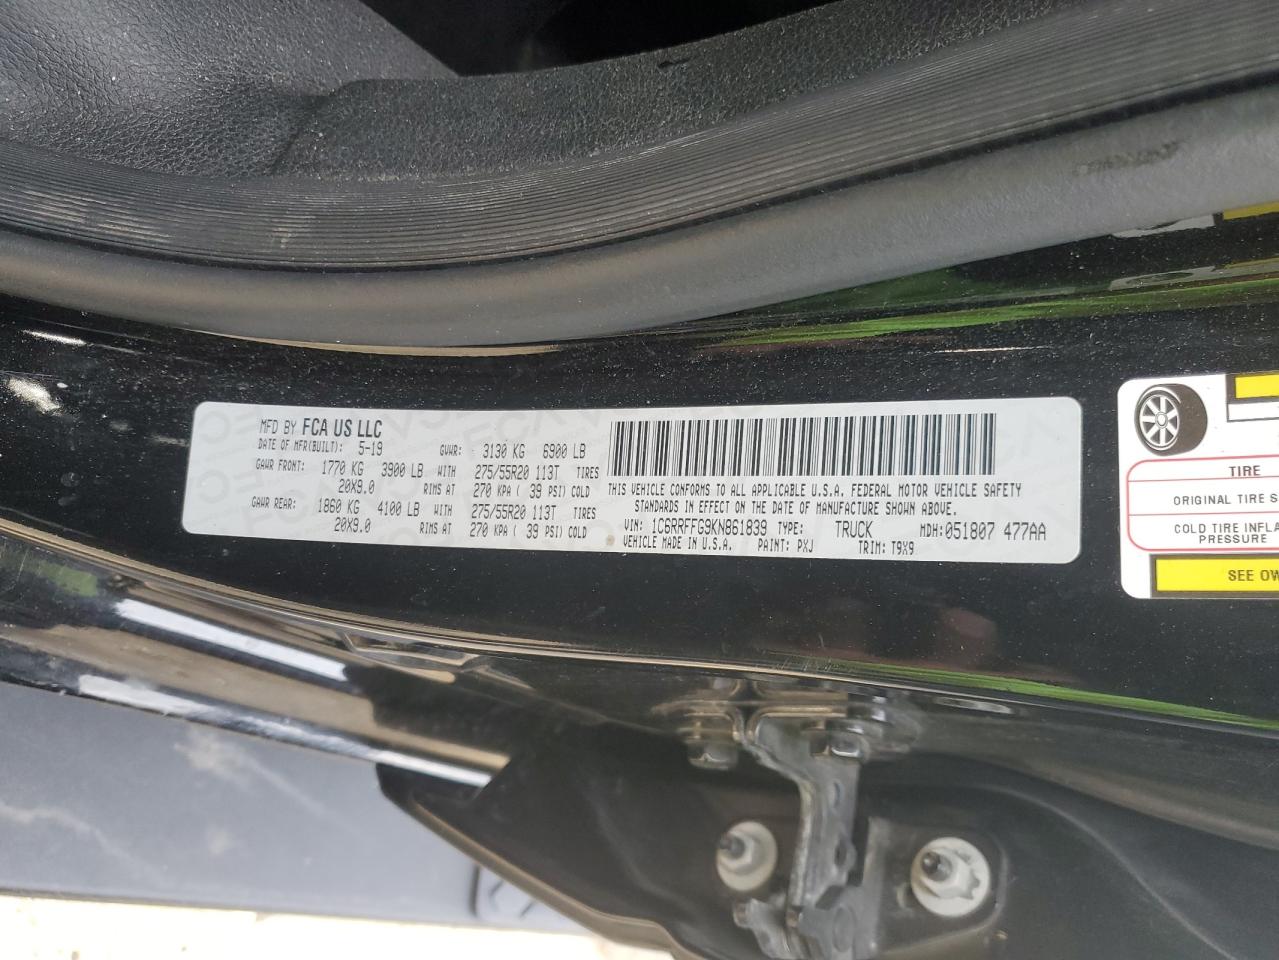 MFD BY FCA US LLC
DATE OF MFR(BUILT): 5-19 GVWR: 3130 KG 6900 LB
GAWR FRONT: 1770 KG 3900 LB WITH 275/55R20 113T TIRES
20X9.0 RIMS AT 270 KPA ( 39 PSI) COLD
GAWR REAR: 1860 KG 4100 LB WITH 275/55R20 113T TIRES
20X9.0 RIMS AT 270 KPA ( 39 PSI) COLD
THIS VEHICLE CONFORMS TO ALL APPLICABLE U.S.A. FEDERAL MOTOR VEHICLE SAFETY
STANDARDS IN EFFECT ON THE DATE OF MANUFACTURE SHOWN ABOVE.
VIN: 1C6RRFFG9KN861839 TYPE: TRUCK MDH:051807 477AA
VEHICLE MADE IN U.S.A. PAINT: PXJ TRIM: T9X9
TIRE
ORIGINAL TIRE S
COLD TIRE INFLA
PRESSURE
SEE OW